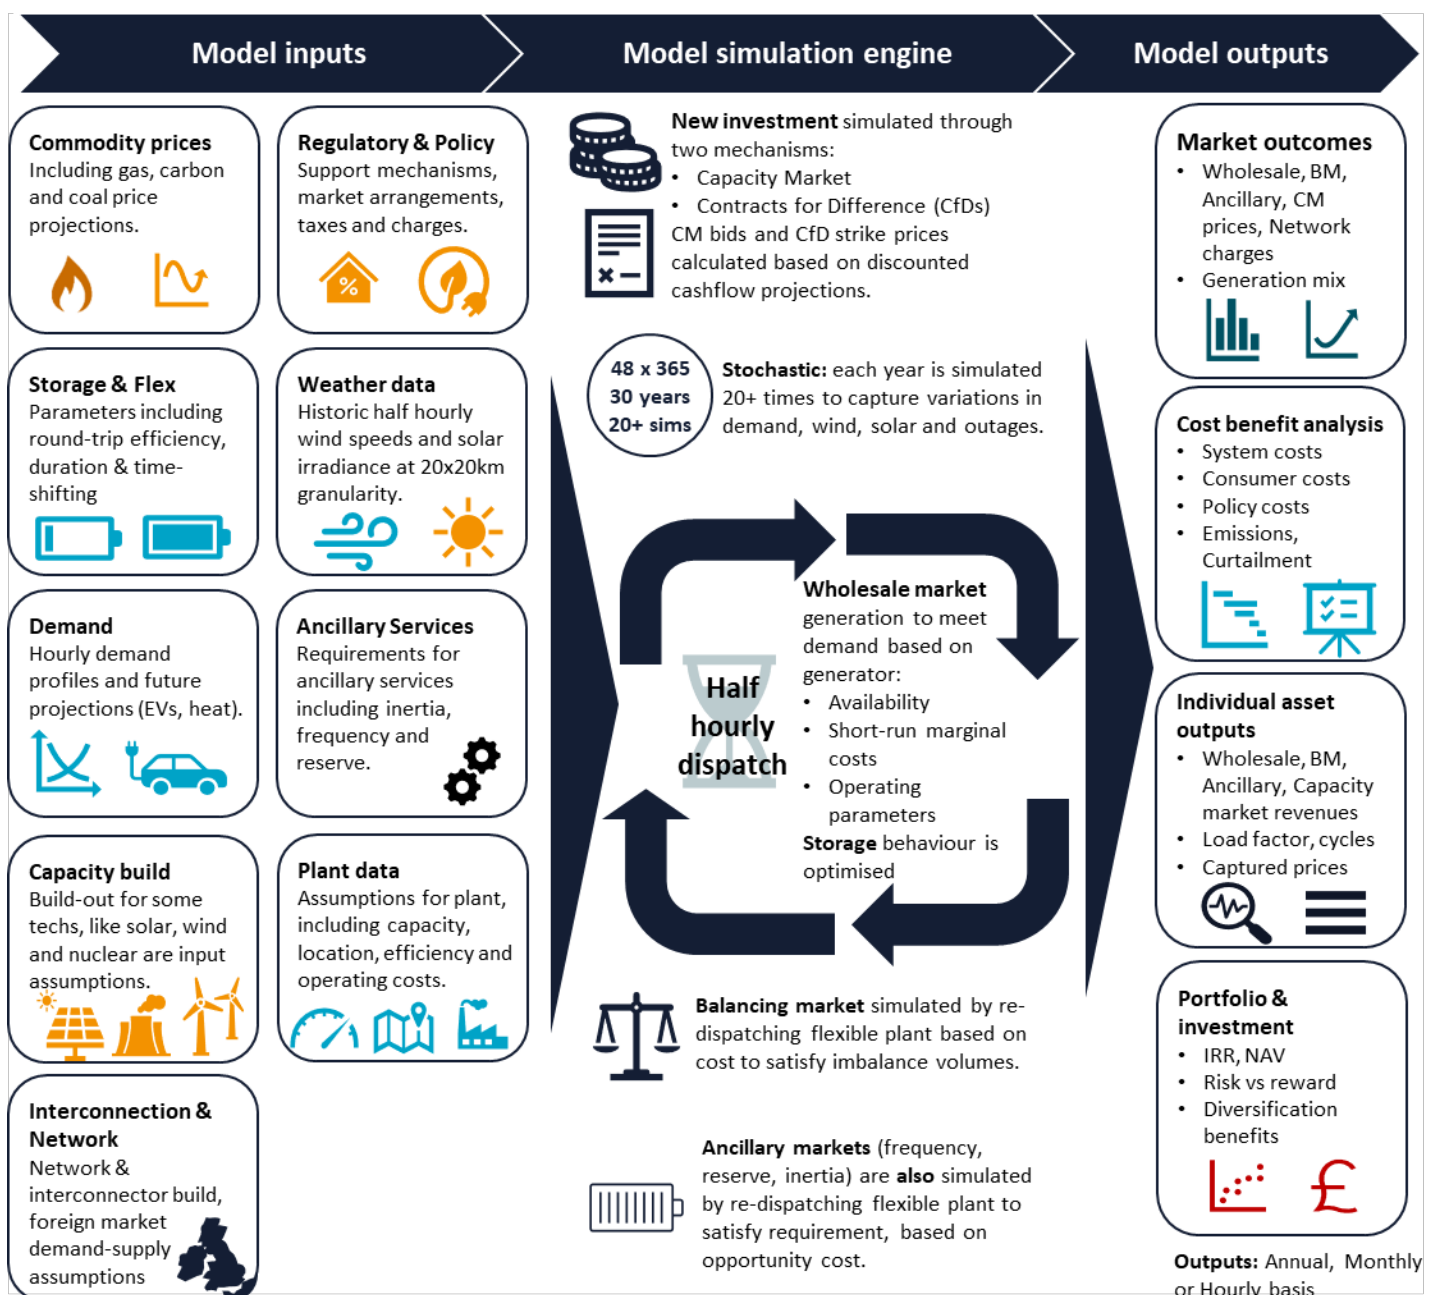 Model inputs
Model simulation engine
Model outputs
Commodity prices
Including gas, carbon
and coal price
projections.
Regulatory & Policy
Support mechanisms,
market arrangements,
taxes and charges.
%
Storage & Flex
Parameters including
round-trip efficiency,
duration & time-
shifting
Weather data
Historic half hourly
wind speeds and solar
irradiance at 20x20km
granularity.
Demand
Hourly demand
profiles and future
projections (EVs, heat).
Ancillary Services
Requirements for
ancillary services
including inertia,
frequency and
reserve.
Capacity build
Build-out for some
techs, like solar, wind
and nuclear are input
assumptions.
Plant data
Assumptions for plant,
including capacity,
location, efficiency and
operating costs.
Interconnection &
Network
Network &
interconnector build,
foreign market
demand-supply
assumptions
New investment simulated through
two mechanisms:
• Capacity Market
• Contracts for Difference (CfDs)
CM bids and CfD strike prices
calculated based on discounted
cashflow projections.
48 x 365
30 years
20+ sims
Stochastic: each year is simulated
20+ times to capture variations in
demand, wind, solar and outages.
Half
hourly
dispatch
Wholesale market
generation to meet
demand based on
generator:
• Availability
• Short-run marginal
costs
• Operating
parameters
Storage behaviour is
optimised
Balancing market simulated by re-
dispatching flexible plant based on
cost to satisfy imbalance volumes.
Ancillary markets (frequency,
reserve, inertia) are also simulated
by re-dispatching flexible plant to
satisfy requirement, based on
opportunity cost.
Market outcomes
• Wholesale, BM,
Ancillary, CM
prices, Network
charges
• Generation mix
Cost benefit analysis
• System costs
• Consumer costs
• Policy costs
• Emissions,
Curtailment
Individual asset
outputs
• Wholesale, BM,
Ancillary, Capacity
market revenues
• Load factor, cycles
• Captured prices
Portfolio &
investment
• IRR, NAV
• Risk vs reward
• Diversification
benefits
£
Outputs: Annual, Monthly
or Hourly basis